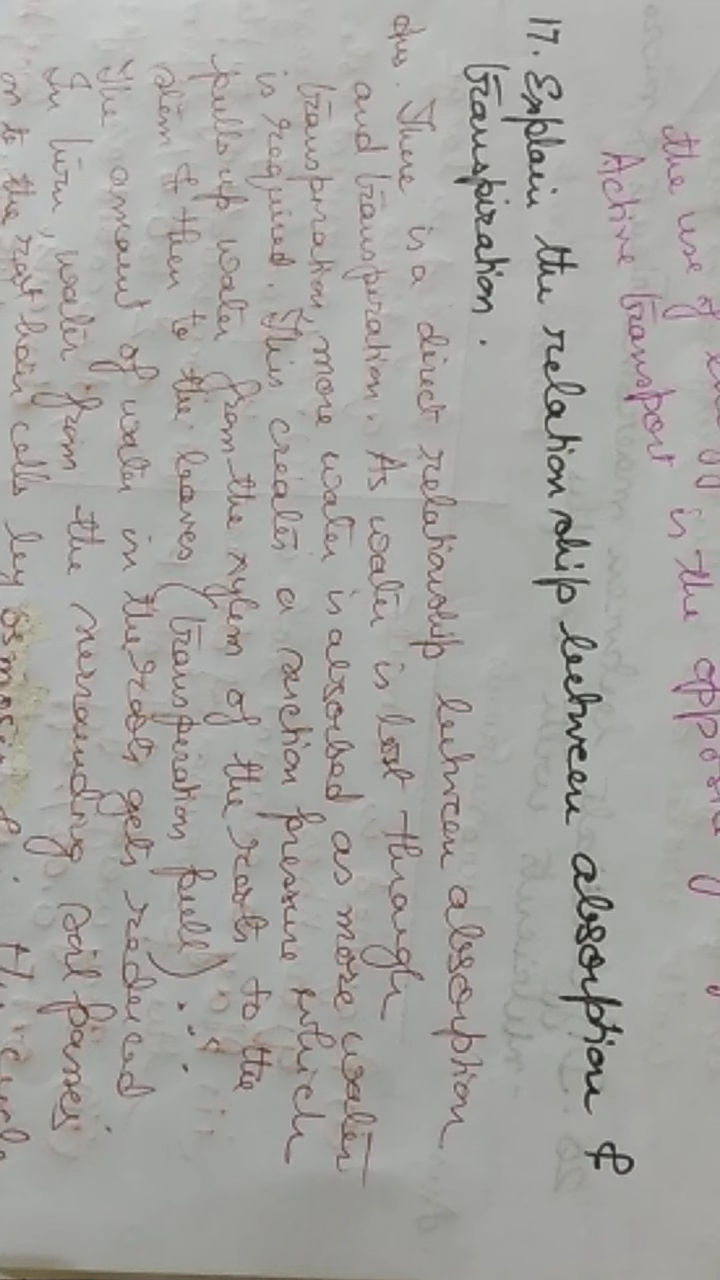 the use of is the
Active transport
17. Explain the relationship between absorption &
transpiration.
Ans. There is a direct relationship between absorption
and transpiration. As water is lost through
transpiration, more water is absorbed as more water
is required. This creates a suction pressure which
pulls up water from the xylem of the roots to the
stem & then to the leaves (transpiration pull).
The amount of water in the roots gets reduced
In turn, water from the surrounding soil passes
on to the root hair cells by osmosis